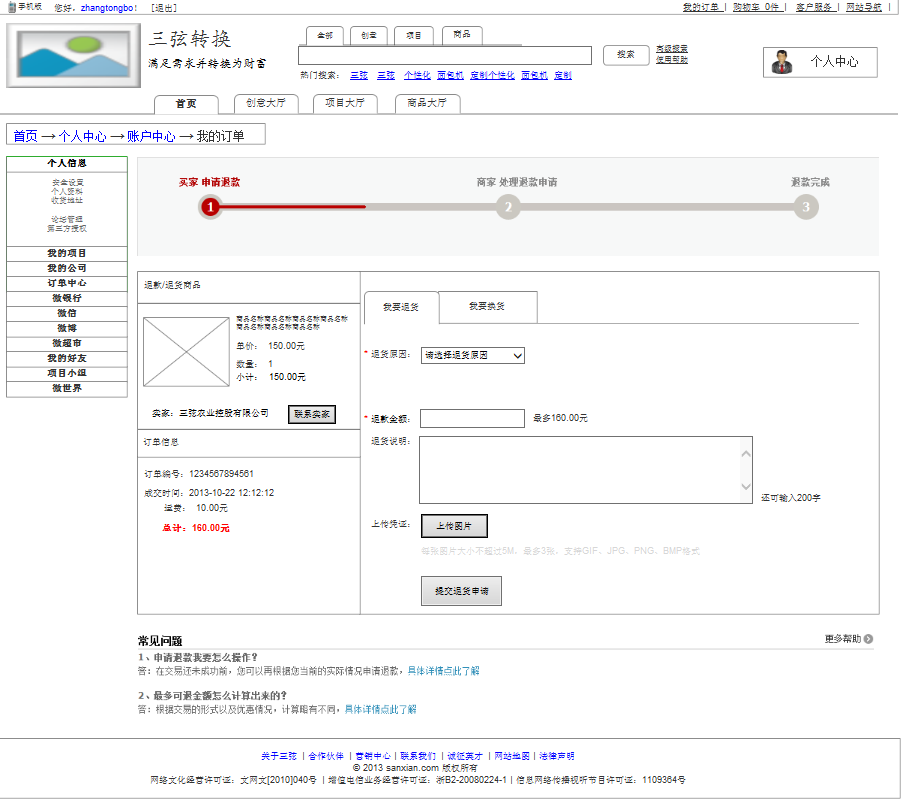 手机版 您好，zhangtongbo！ [退出] 我的订单 | 购物车 0件 | 客户服务 | 网站导航 |
三弦转换
满足需求并转换为财富
全部 创意 项目 商品
搜索 高级搜索
使用帮助
热门搜索： 三弦 三弦 个性化 面包机 定制个性化 面包机 定制
个人中心
首页 创意大厅 项目大厅 商品大厅
首页 → 个人中心 → 账户中心 → 我的订单
个人信息
安全设置
个人资料
收货地址
论坛管理
第三方授权
我的项目
我的公司
订单中心
微银行
微信
微博
微超市
我的好友
项目小组
微世界
买家 申请退款 商家 处理退款申请 退款完成
1 2 3
退款/退货商品
商品名称商品名称商品名称商品名称
商品名称商品名称商品名称
单价： 150.00元
数量： 1
小计： 150.00元
卖家：三弦农业控股有限公司 联系卖家
订单信息
订单编号：1234567894561
成交时间：2013-10-22 12:12:12
运费： 10.00元
总计：160.00元
我要退货 我要换货
* 退货原因： 请选择退货原因
* 退款金额： 最多160.00元
退货说明：
还可输入200字
上传凭证： 上传图片
每张图片大小不超过5M，最多3张，支持GIF、JPG、PNG、BMP格式
提交退货申请
常见问题 更多帮助
1、申请退款我要怎么操作？
答：在交易还未成功前，您可以再根据您当前的实际情况申请退款，具体详情点此了解
2、最多可退金额怎么计算出来的？
答：根据交易的形式以及优惠情况，计算略有不同，具体详情点此了解
关于三弦 | 合作伙伴 | 营销中心 | 联系我们 | 诚征英才 | 网站地图 | 法律声明
© 2013 sanxian.com 版权所有
网络文化经营许可证：文网文[2010]040号 | 增值电信业务经营许可证：浙B2-20080224-1 | 信息网络传播视听节目许可证：1109364号